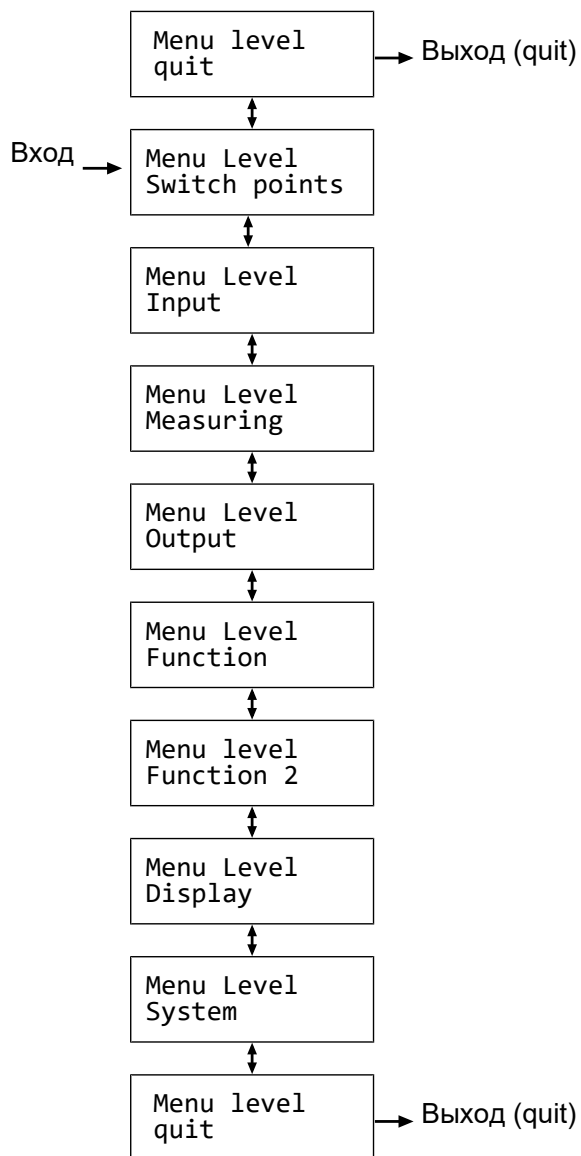 Menu level
quit
Выход (quit)
Вход
Menu Level
Switch points
Menu Level
Input
Menu Level
Measuring
Menu Level
Output
Menu Level
Function
Menu level
Function 2
Menu Level
Display
Menu Level
System
Menu level
quit
Выход (quit)